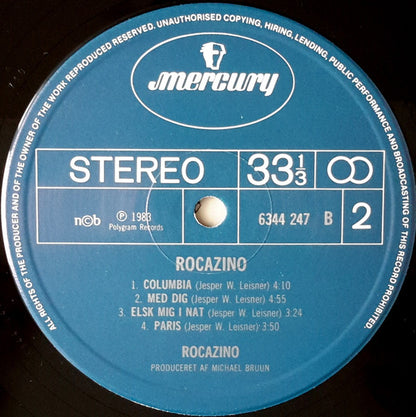 ALL RIGHTS OF THE PRODUCER AND OF THE OWNER OF THE WORK REPRODUCED RESERVED. UNAUTHORISED COPYING, HIRING, LENDING, PUBLIC PERFORMANCE AND BROADCASTING OF THIS RECORD PROHIBITED.
mercury
STEREO 33 1/3 ∞
n©b ℗ 1983 6344 247 B 2
Polygram Records
ROCAZINO
1. COLUMBIA (Jesper W. Leisner) 4:10
2. MED DIG (Jesper W. Leisner) 4:55
3. ELSK MIG I NAT (Jesper W. Leisner) 3:24
4. PARIS (Jesper W. Leisner) 3:50
ROCAZINO
PRODUCERET AF MICHAEL BRUUN